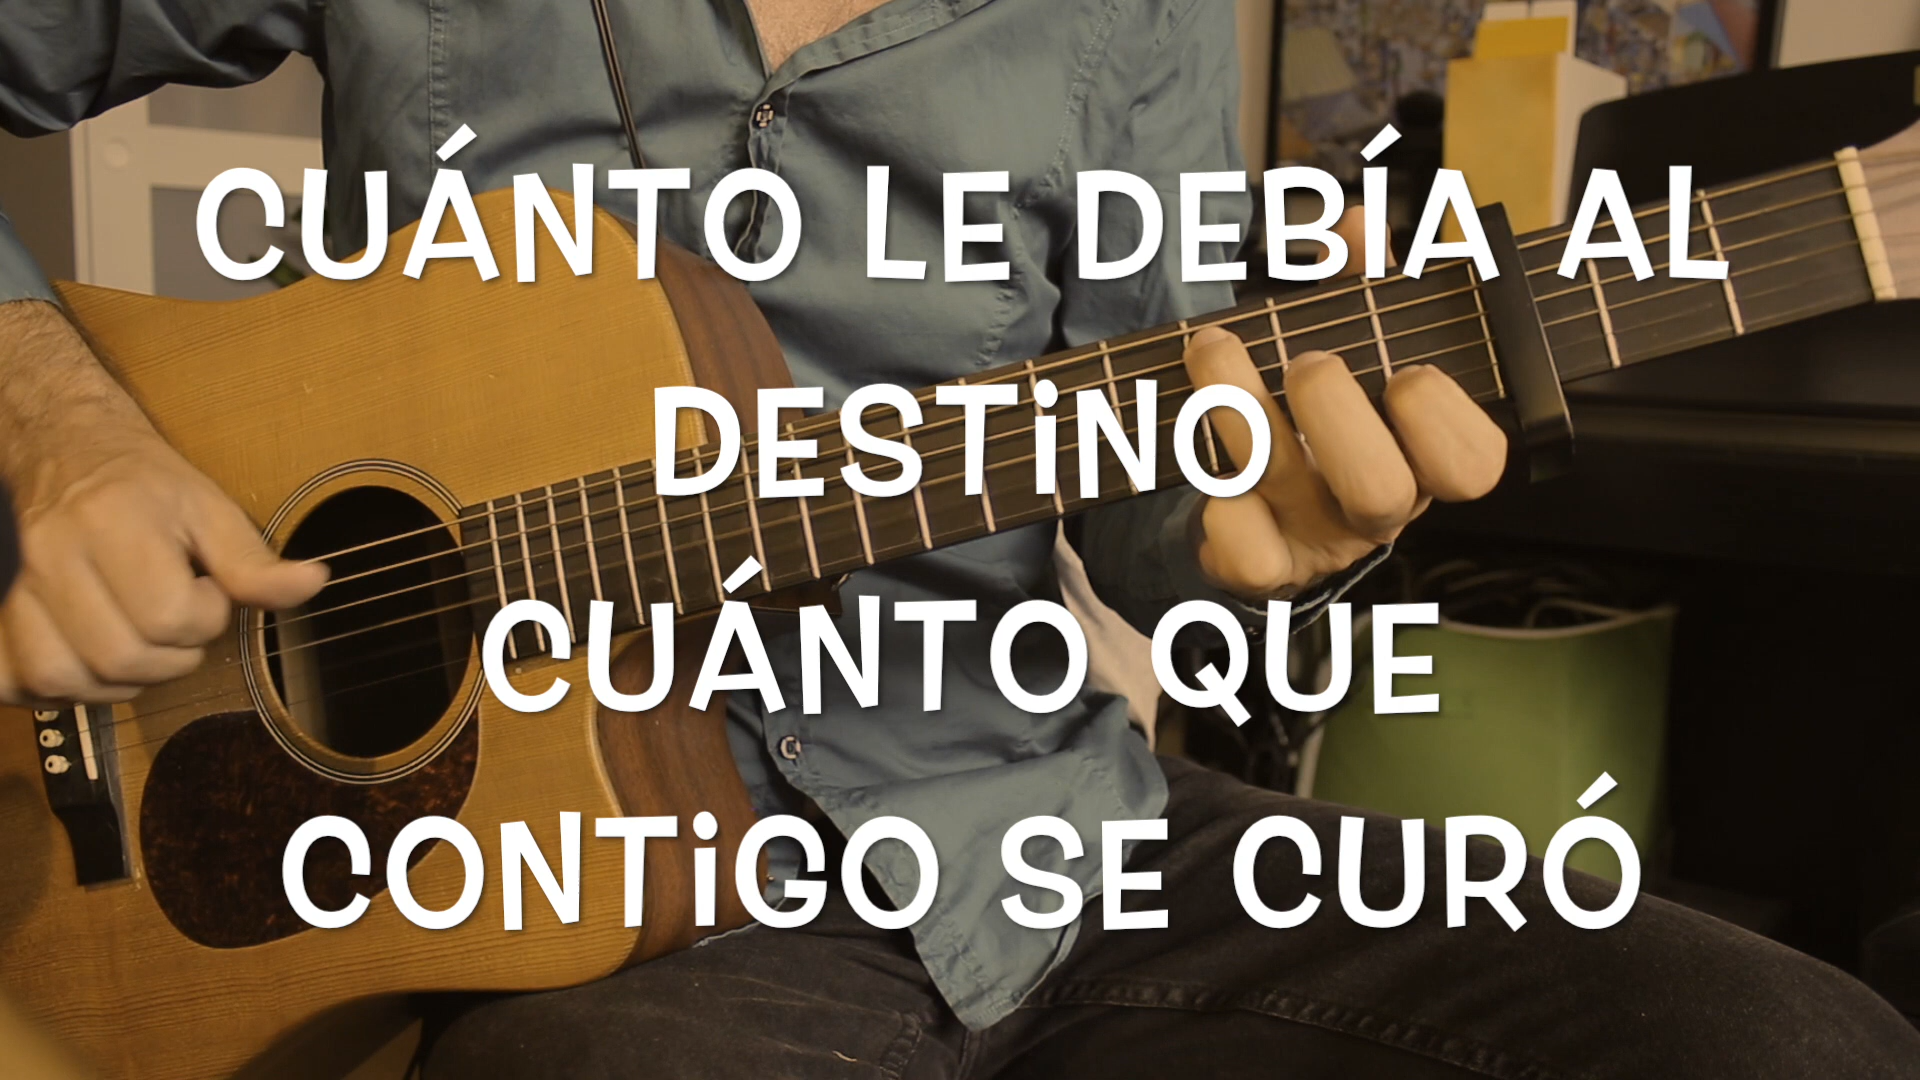 CUÁNTO LE DEBÍA AL
DESTiNO
CUÁNTO QUE
CONTiGO SE CURÓ